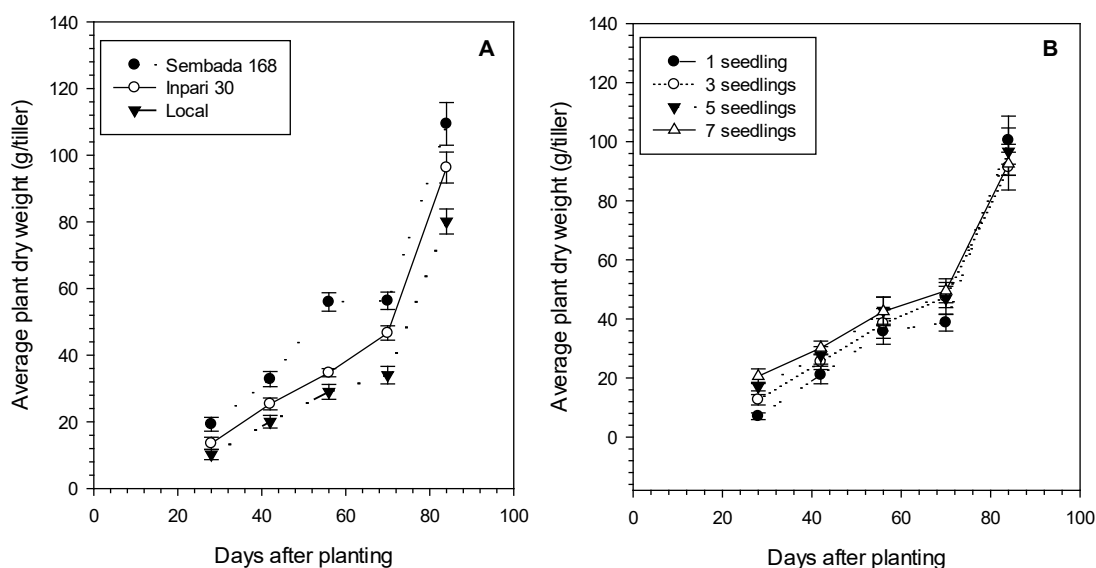 A
Sembada 168
Inpari 30
Local
Average plant dry weight (g/tiller)
140
120
100
80
60
40
20
0
0 20 40 60 80 100
Days after planting
B
1 seedling
3 seedlings
5 seedlings
7 seedlings
Average plant dry weight (g/tiller)
140
120
100
80
60
40
20
0
0 20 40 60 80 100
Days after planting